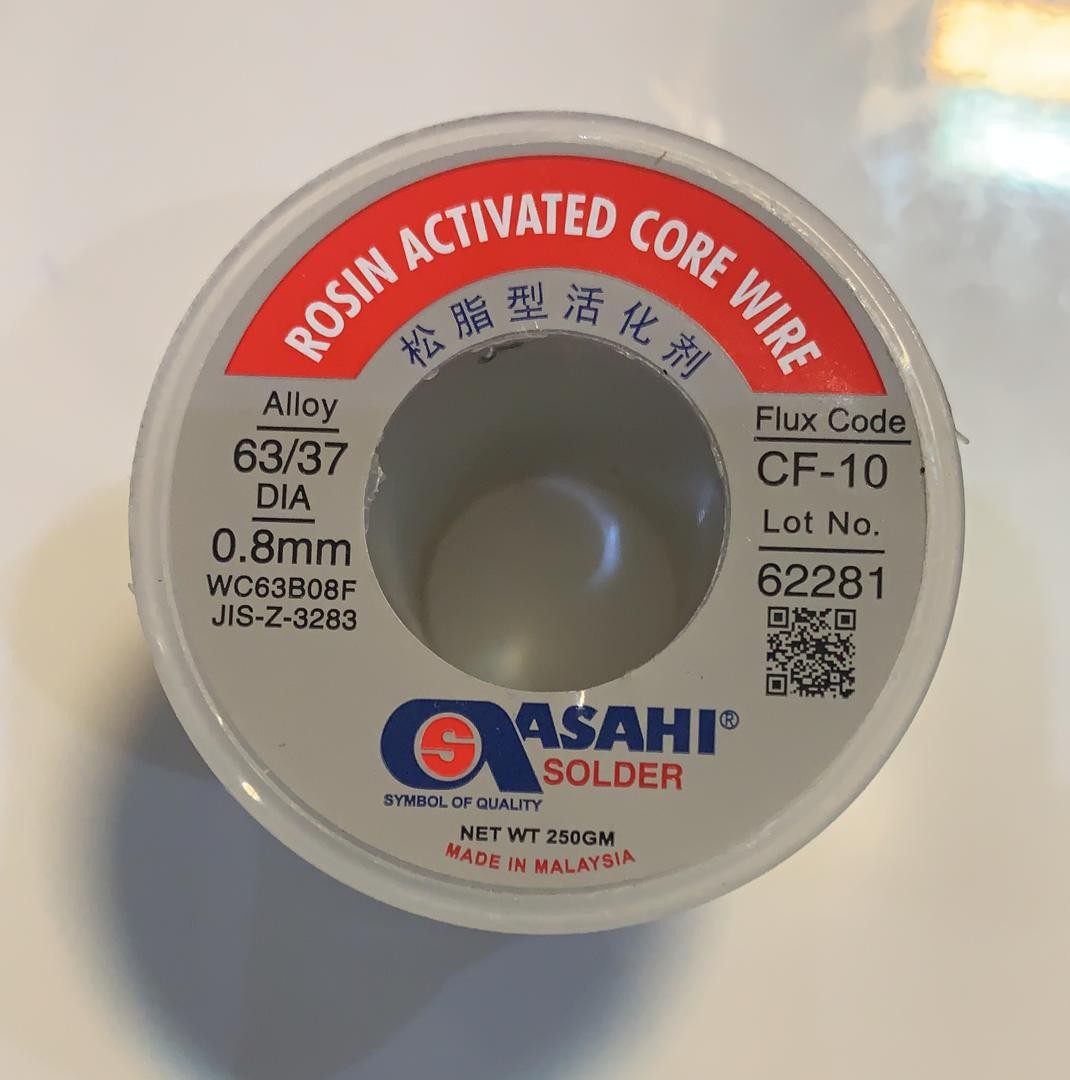 ROSIN ACTIVATED CORE WIRE
松脂型活化剂
Alloy
63/37
DIA
0.8mm
WC63B08F
JIS-Z-3283
Flux Code
CF-10
Lot No.
62281
S ASAHI®
SOLDER
SYMBOL OF QUALITY
NET WT 250GM
MADE IN MALAYSIA